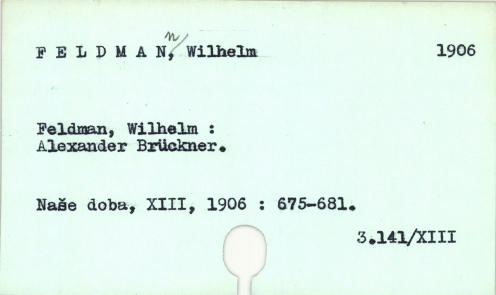 n
F E L D M A N, Wilhelm 1906
Feldman, Wilhelm :
Alexander Brückner.
Naše doba, XIII, 1906 : 675-681.
3.141/XIII